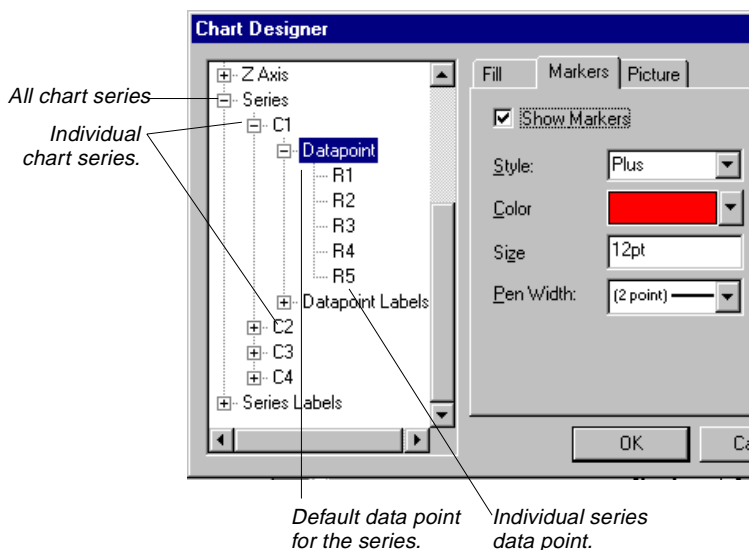 Chart Designer
All chart series
Individual
chart series.
Z Axis
Series
C1
Datapoint
R1
R2
R3
R4
R5
Datapoint Labels
C2
C3
C4
Series Labels
Fill
Markers
Picture
Show Markers
Style:
Plus
Color
Size
12pt
Pen Width:
(2 point)
OK
Ca
Default data point
for the series.
Individual series
data point.